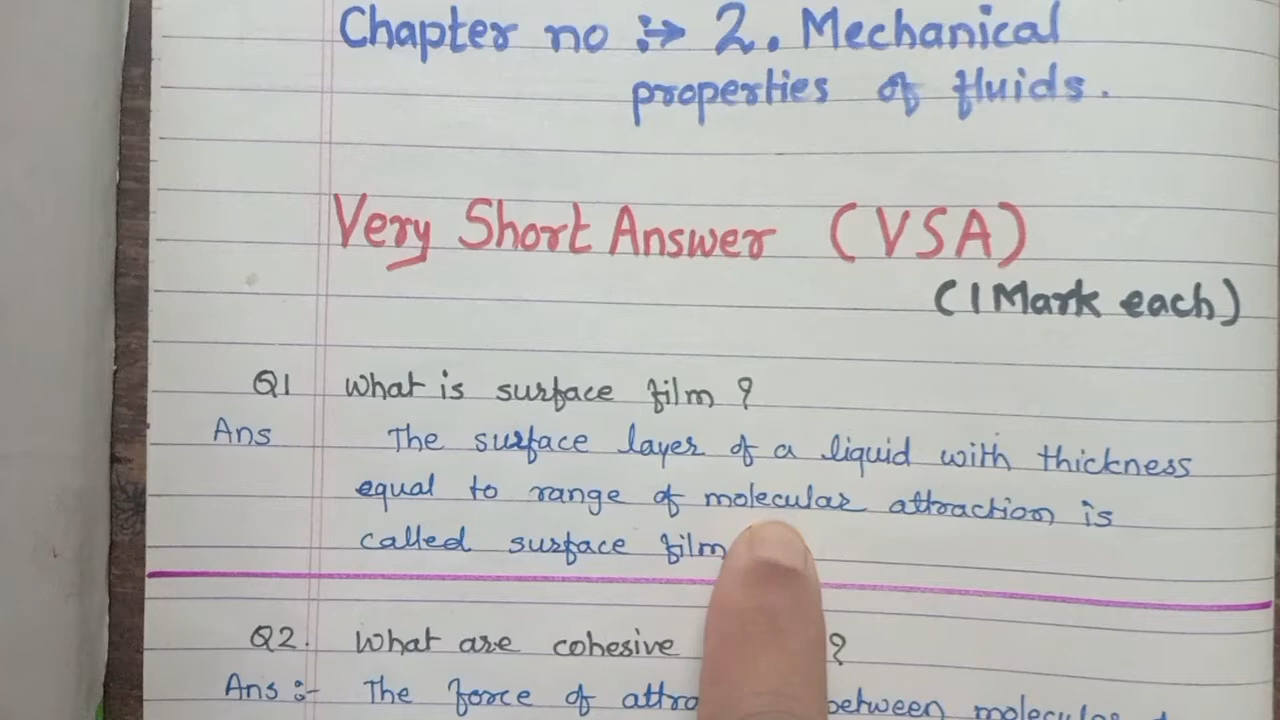 Chapter no :→ 2. Mechanical
properties of fluids.
Very Short Answer (VSA)
(1 Mark each)
Q1 What is surface film ?
Ans The surface layer of a liquid with thickness
equal to range of molecular attraction is
called surface film
Q2. What are cohesive ?
Ans :- The force of between